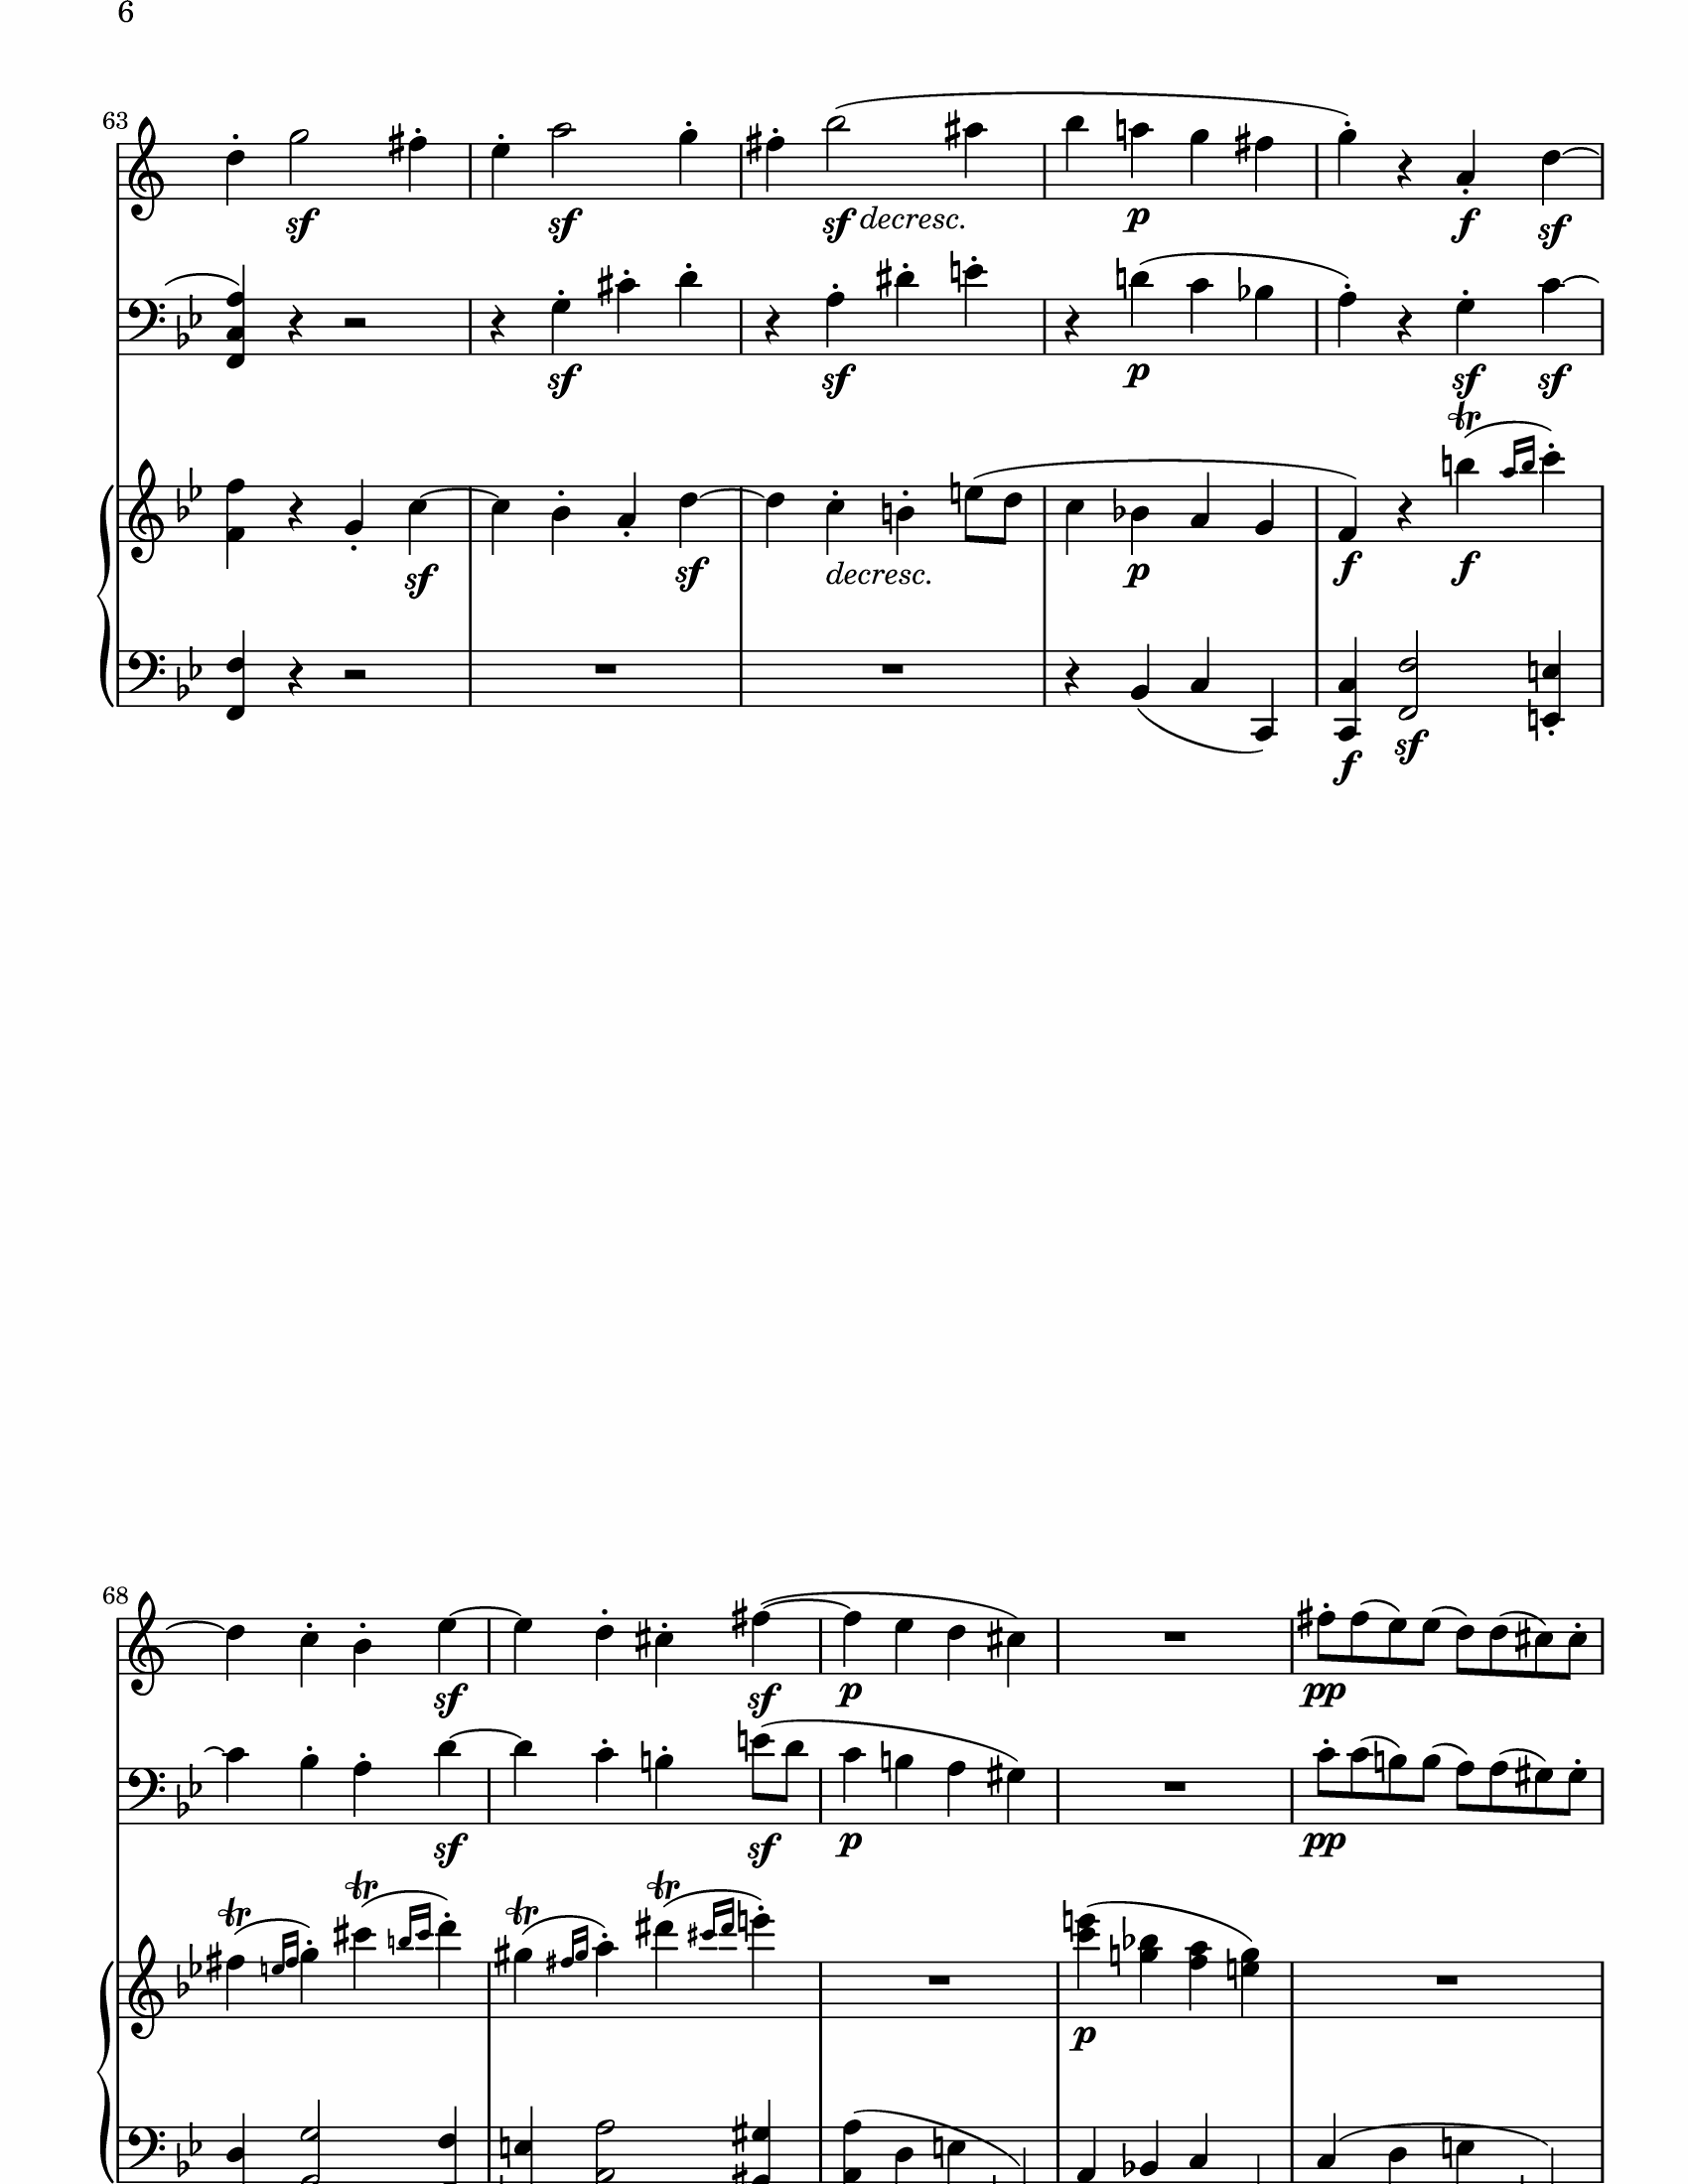 6
63
sf sf sf decresc. p f sf
sf sf p sf sf
tr
sf sf decresc. p f f
f sf
68
sf sf p pp
sf sf p pp
tr tr tr tr
p